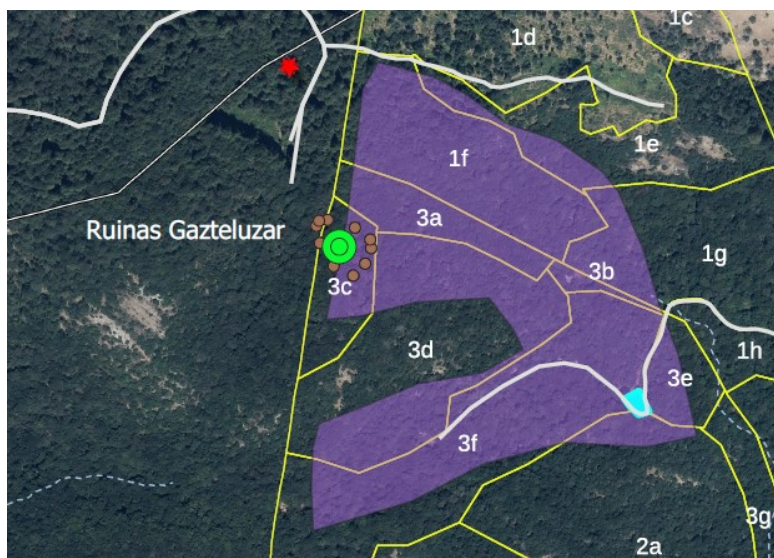 1c
1d
1e
1f
3a
Ruinas Gazteluzar
1g
3b
3c
1h
3d
3e
3f
3g
2a